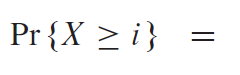 Pr{X ≥ i} =